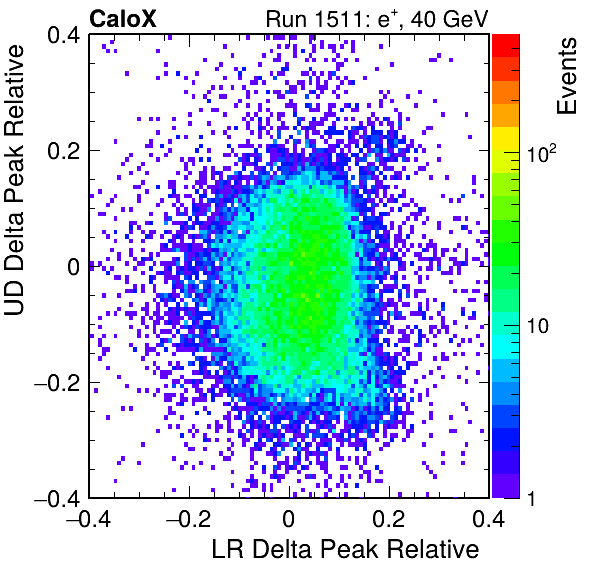 CaloX Run 1511: e⁺, 40 GeV
UD Delta Peak Relative
0.4
0.2
0
−0.2
−0.4
−0.4 −0.2 0 0.2 0.4
LR Delta Peak Relative
Events
10²
10
1